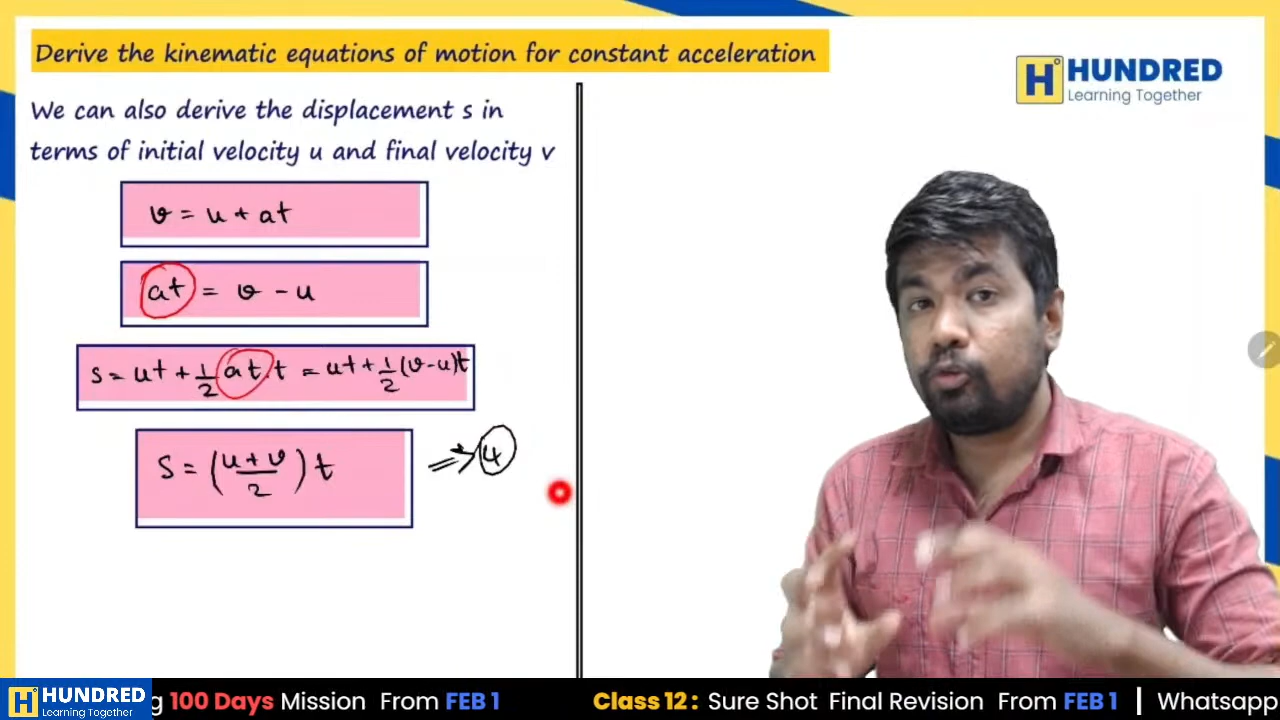 Derive the kinematic equations of motion for constant acceleration
HUNDRED
Learning Together
We can also derive the displacement s in
terms of initial velocity u and final velocity v
v = u + at
at = v - u
s = ut + 1/2 at.t = ut + 1/2 (v-u)t
s = (u+v/2) t ⇒ 4
HUNDRED
Learning Together
g 100 Days Mission From FEB 1 Class 12 : Sure Shot Final Revision From FEB 1 | Whatsapp